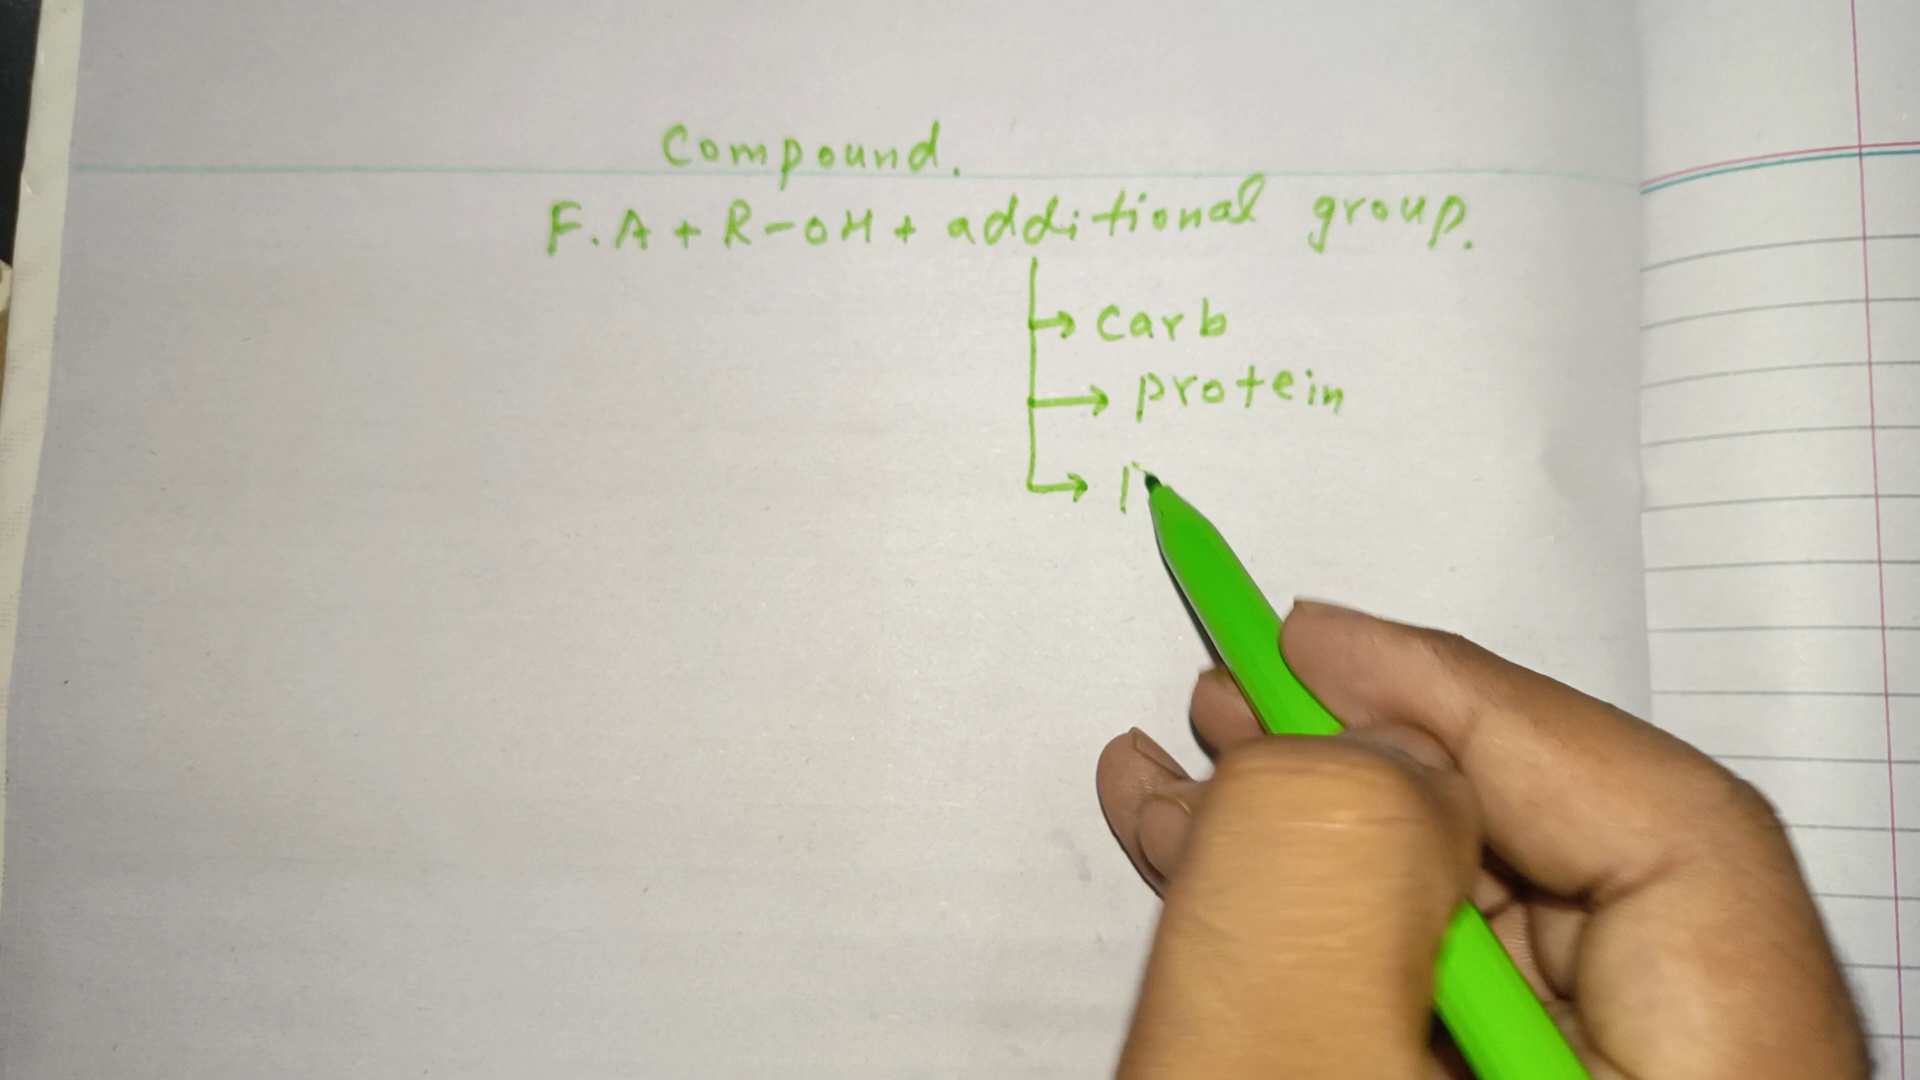 Compound.
F.A + R-OH + additional group.
→ Carb
→ protein
→